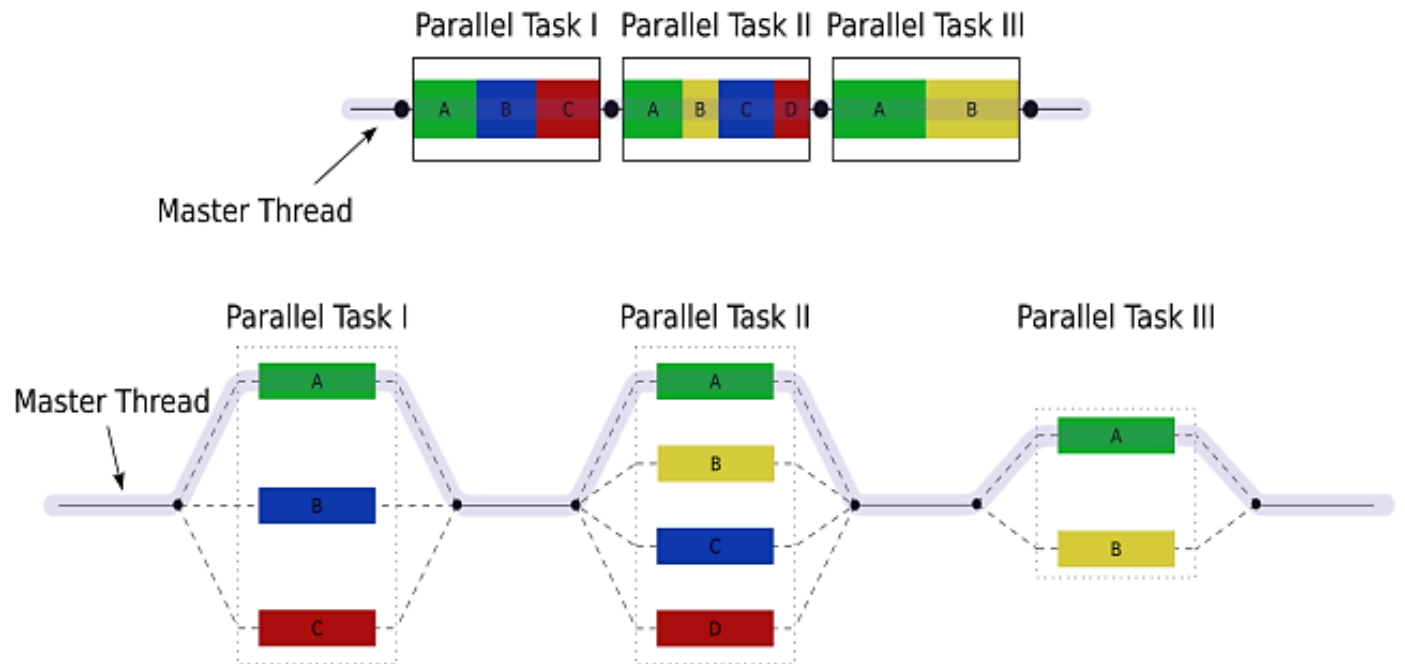 Parallel Task I Parallel Task II Parallel Task III
A B C A B C D A B
Master Thread
Parallel Task I Parallel Task II Parallel Task III
A A
Master Thread
A
B
B
C
B
C D